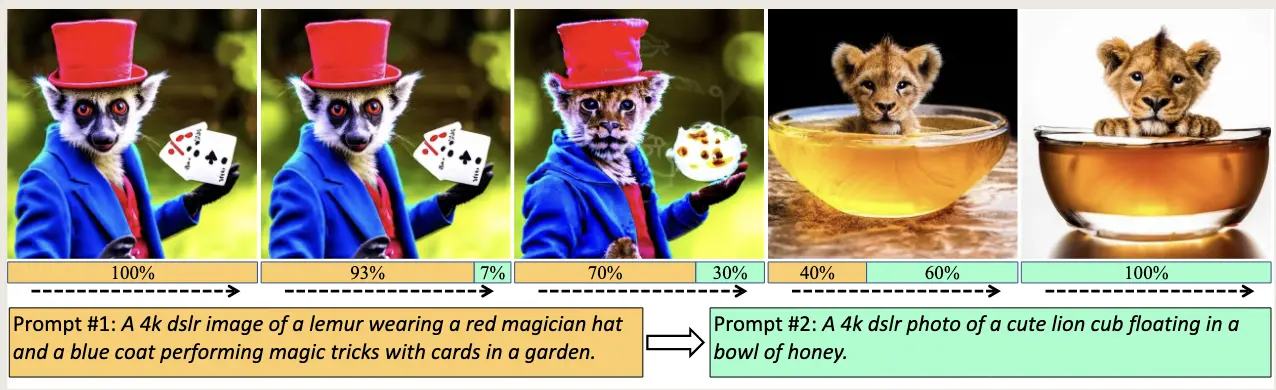 100%
93%
7%
70%
30%
40%
60%
100%
Prompt #1: A 4k dslr image of a lemur wearing a red magician hat
and a blue coat performing magic tricks with cards in a garden.
Prompt #2: A 4k dslr photo of a cute lion cub floating in a
bowl of honey.